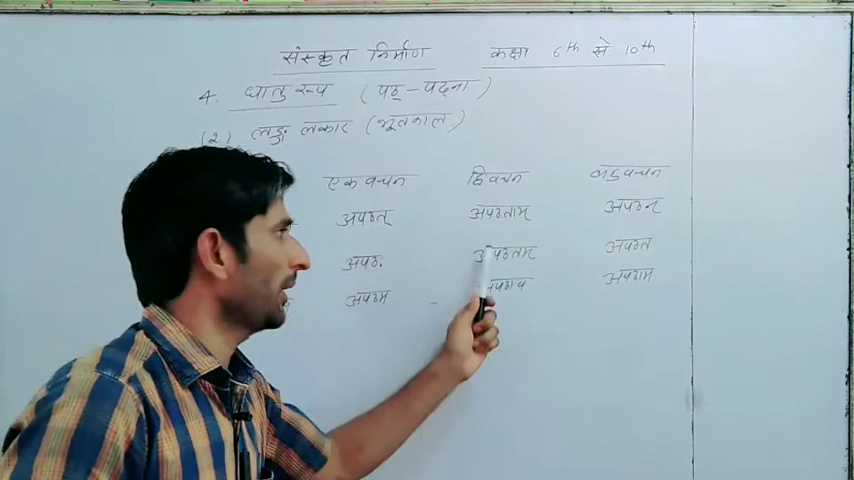 संस्कृत निर्माण कक्षा 6th से 10th
4. धातु रूप (पठ् - पढ़ना)
(2) लङ्ग लकार (भूतकाल)
एकवचन द्विवचन बहुवचन
अपठत् अपठताम् अपठन्
अपठः अपठतम् अपठत
अपठम अपठाव अपठाम